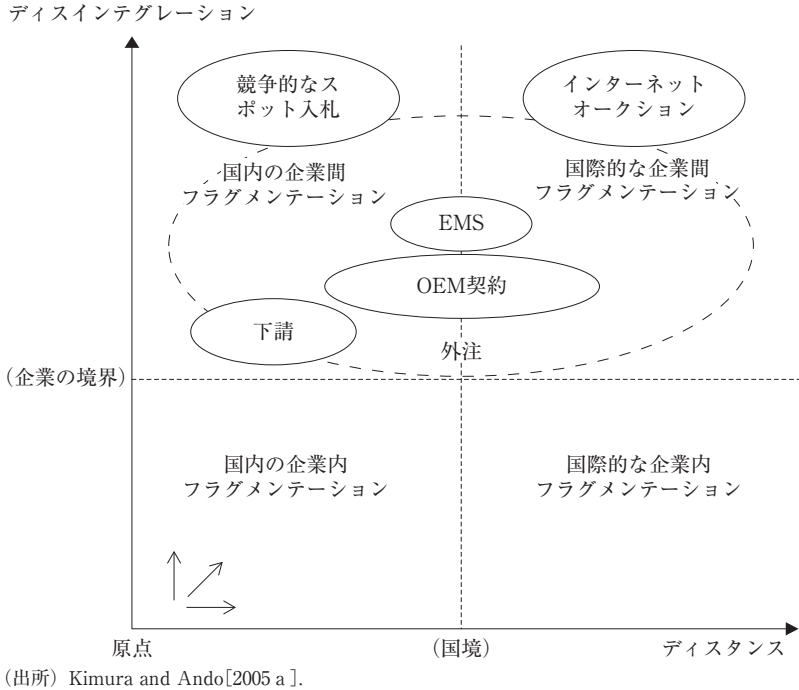 ディスインテグレーション
競争的なス
ポット入札
インターネット
オークション
国内の企業間
フラグメンテーション
国際的な企業間
フラグメンテーション
EMS
OEM契約
下請
外注
(企業の境界)
国内の企業内
フラグメンテーション
国際的な企業内
フラグメンテーション
原点
(国境)
ディスタンス
(出所) Kimura and Ando[2005 a].